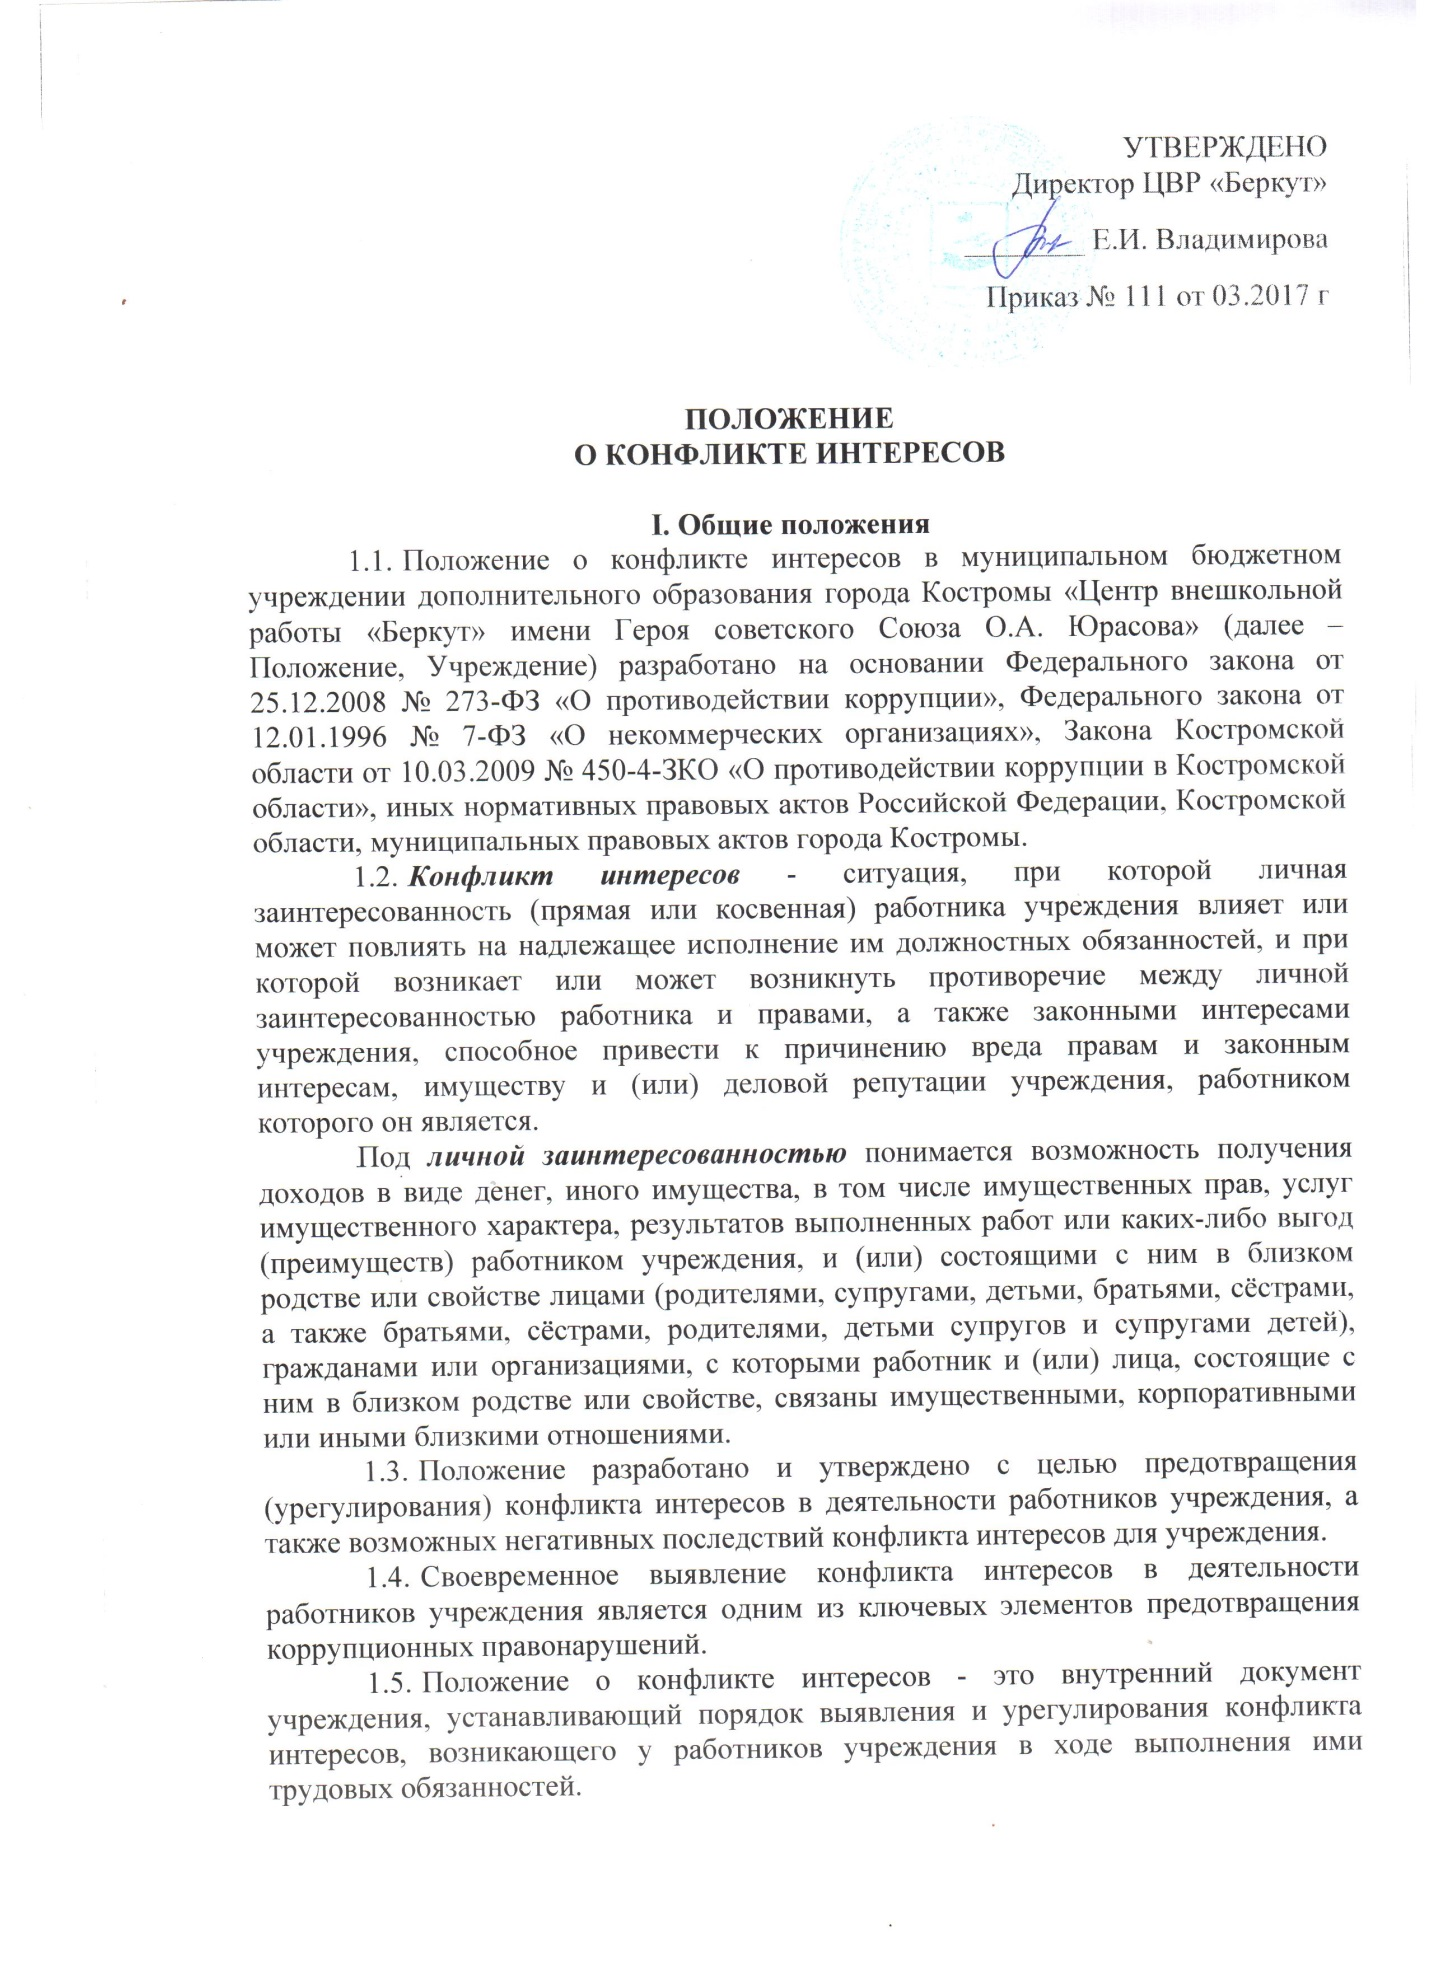 УТВЕРЖДЕНО
Директор ЦВР «Беркут»
Е.И. Владимирова
Приказ № 111 от 03.2017 г
ПОЛОЖЕНИЕ
О КОНФЛИКТЕ ИНТЕРЕСОВ
I. Общие положения
1.1. Положение о конфликте интересов в муниципальном бюджетном
учреждении дополнительного образования города Костромы «Центр внешкольной
работы «Беркут» имени Героя советского Союза О.А. Юрасова» (далее –
Положение, Учреждение) разработано на основании Федерального закона от
25.12.2008 № 273-ФЗ «О противодействии коррупции», Федерального закона от
12.01.1996 № 7-ФЗ «О некоммерческих организациях», Закона Костромской
области от 10.03.2009 № 450-4-ЗКО «О противодействии коррупции в Костромской
области», иных нормативных правовых актов Российской Федерации, Костромской
области, муниципальных правовых актов города Костромы.
1.2. Конфликт интересов - ситуация, при которой личная
заинтересованность (прямая или косвенная) работника учреждения влияет или
может повлиять на надлежащее исполнение им должностных обязанностей, и при
которой возникает или может возникнуть противоречие между личной
заинтересованностью работника и правами, а также законными интересами
учреждения, способное привести к причинению вреда правам и законным
интересам, имуществу и (или) деловой репутации учреждения, работником
которого он является.
Под личной заинтересованностью понимается возможность получения
доходов в виде денег, иного имущества, в том числе имущественных прав, услуг
имущественного характера, результатов выполненных работ или каких-либо выгод
(преимуществ) работником учреждения, и (или) состоящими с ним в близком
родстве или свойстве лицами (родителями, супругами, детьми, братьями, сёстрами,
а также братьями, сёстрами, родителями, детьми супругов и супругами детей),
гражданами или организациями, с которыми работник и (или) лица, состоящие с
ним в близком родстве или свойстве, связаны имущественными, корпоративными
или иными близкими отношениями.
1.3. Положение разработано и утверждено с целью предотвращения
(урегулирования) конфликта интересов в деятельности работников учреждения, а
также возможных негативных последствий конфликта интересов для учреждения.
1.4. Своевременное выявление конфликта интересов в деятельности
работников учреждения является одним из ключевых элементов предотвращения
коррупционных правонарушений.
1.5. Положение о конфликте интересов - это внутренний документ
учреждения, устанавливающий порядок выявления и урегулирования конфликта
интересов, возникающего у работников учреждения в ходе выполнения ими
трудовых обязанностей.